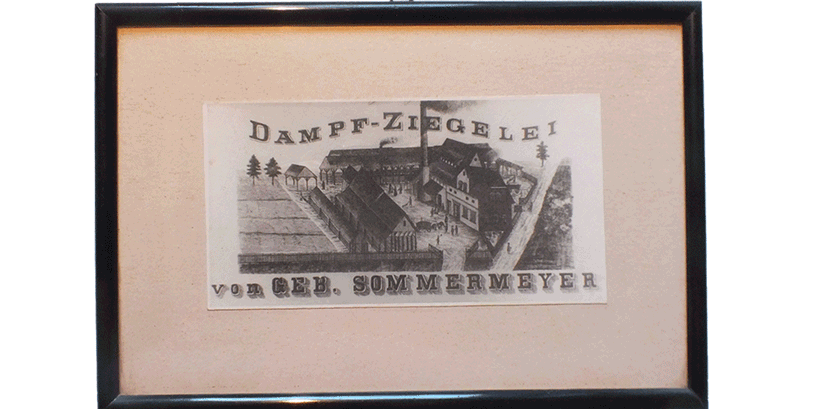 DAMPF-ZIEGELEI
VON GEB. SOMMERMEYER